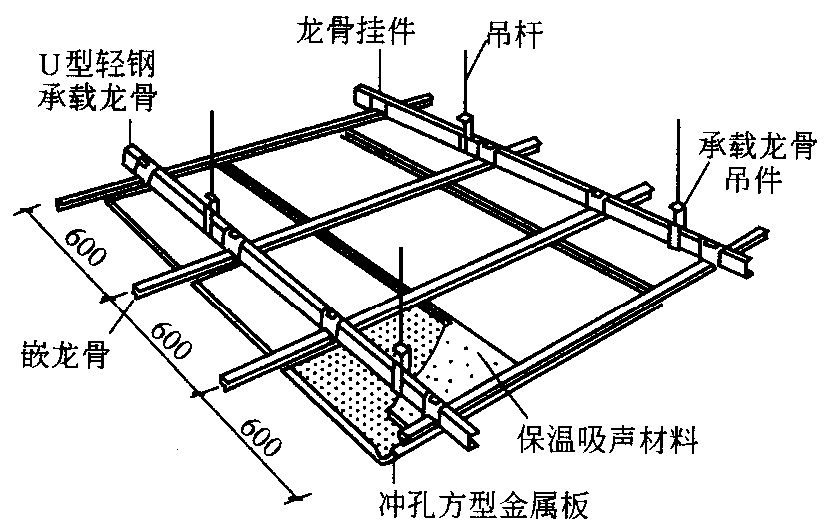 龙骨挂件
吊杆
U型轻钢
承载龙骨
承载龙骨
吊件
600
嵌龙骨
600
600
保温吸声材料
冲孔方型金属板